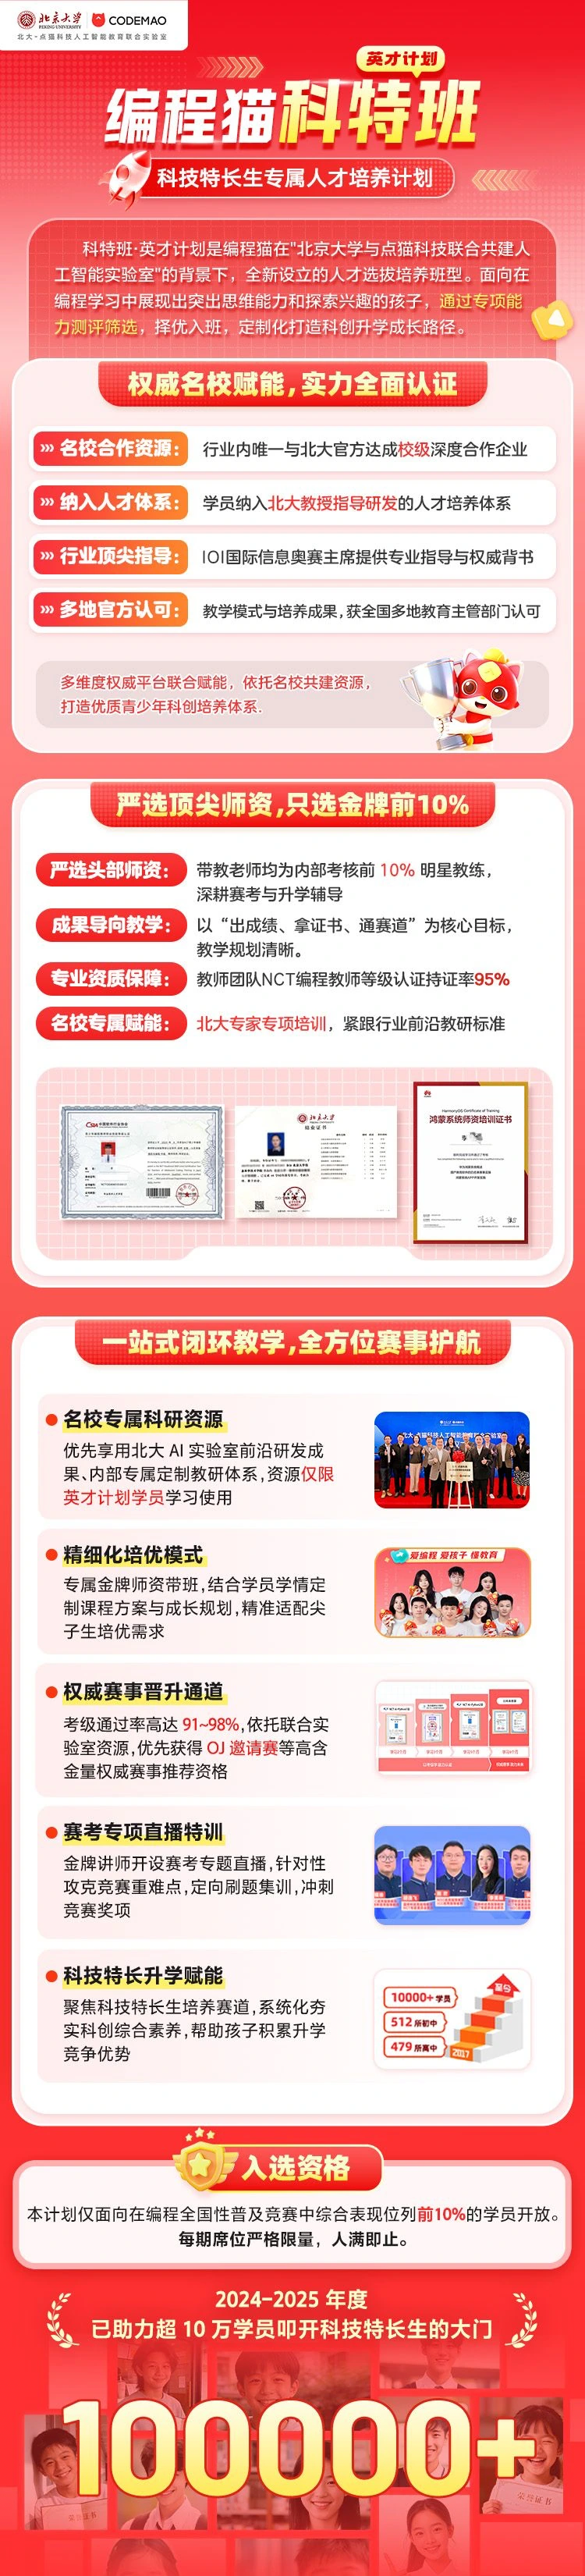 北京大学 CODEMAO
PEKING UNIVERSITY
北大-点猫科技人工智能教育联合实验室
英才计划
编程猫科特班
科技特长生专属人才培养计划
科特班·英才计划是编程猫在"北京大学与点猫科技联合共建人
工智能实验室"的背景下，全新设立的人才选拔培养班型。面向在
编程学习中展现出突出思维能力和探索兴趣的孩子，通过专项能
力测评筛选，择优入班，定制化打造科创升学成长路径。
权威名校赋能，实力全面认证
名校合作资源： 行业内唯一与北大官方达成校级深度合作企业
纳入人才体系： 学员纳入北大教授指导研发的人才培养体系
行业顶尖指导： IOI国际信息奥赛主席提供专业指导与权威背书
多地官方认可： 教学模式与培养成果，获全国多地教育主管部门认可
多维度权威平台联合赋能，依托名校共建资源，
打造优质青少年科创培养体系.
严选顶尖师资，只选金牌前10%
严选头部师资： 带教老师均为内部考核前 10% 明星教练，
深耕赛考与升学辅导
成果导向教学： 以“出成绩、拿证书、通赛道”为核心目标，
教学规划清晰。
专业资质保障： 教师团队NCT编程教师等级认证持证率95%
名校专属赋能： 北大专家专项培训，紧跟行业前沿教研标准
北京大学
结业证书
HarmonyOS Certificate of Training
鸿蒙系统师资培训证书
一站式闭环教学，全方位赛事护航
名校专属科研资源
优先享用北大 AI 实验室前沿研发成
果、内部专属定制教研体系，资源仅限
英才计划学员学习使用
精细化培优模式
专属金牌师资带班，结合学员学情定
制课程方案与成长规划，精准适配尖
子生培优需求
爱编程 爱孩子 懂教育
权威赛事晋升通道
考级通过率高达 91~98%，依托联合实
验室资源，优先获得 OJ 邀请赛等高含
金量权威赛事推荐资格
赛考专项直播特训
金牌讲师开设赛考专题直播，针对性
攻克竞赛重难点，定向刷题集训，冲刺
竞赛奖项
科技特长升学赋能
聚焦科技特长生培养赛道，系统化夯
实科创综合素养，帮助孩子积累升学
竞争优势
至今
10000+ 学员
512 所初中
479 所高中
2017
入选资格
本计划仅面向在编程全国性普及竞赛中综合表现位列前10%的学员开放。
每期席位严格限量，人满即止。
2024-2025 年度
已助力超 10 万学员叩开科技特长生的大门
100000+
荣誉证书
荣誉证书